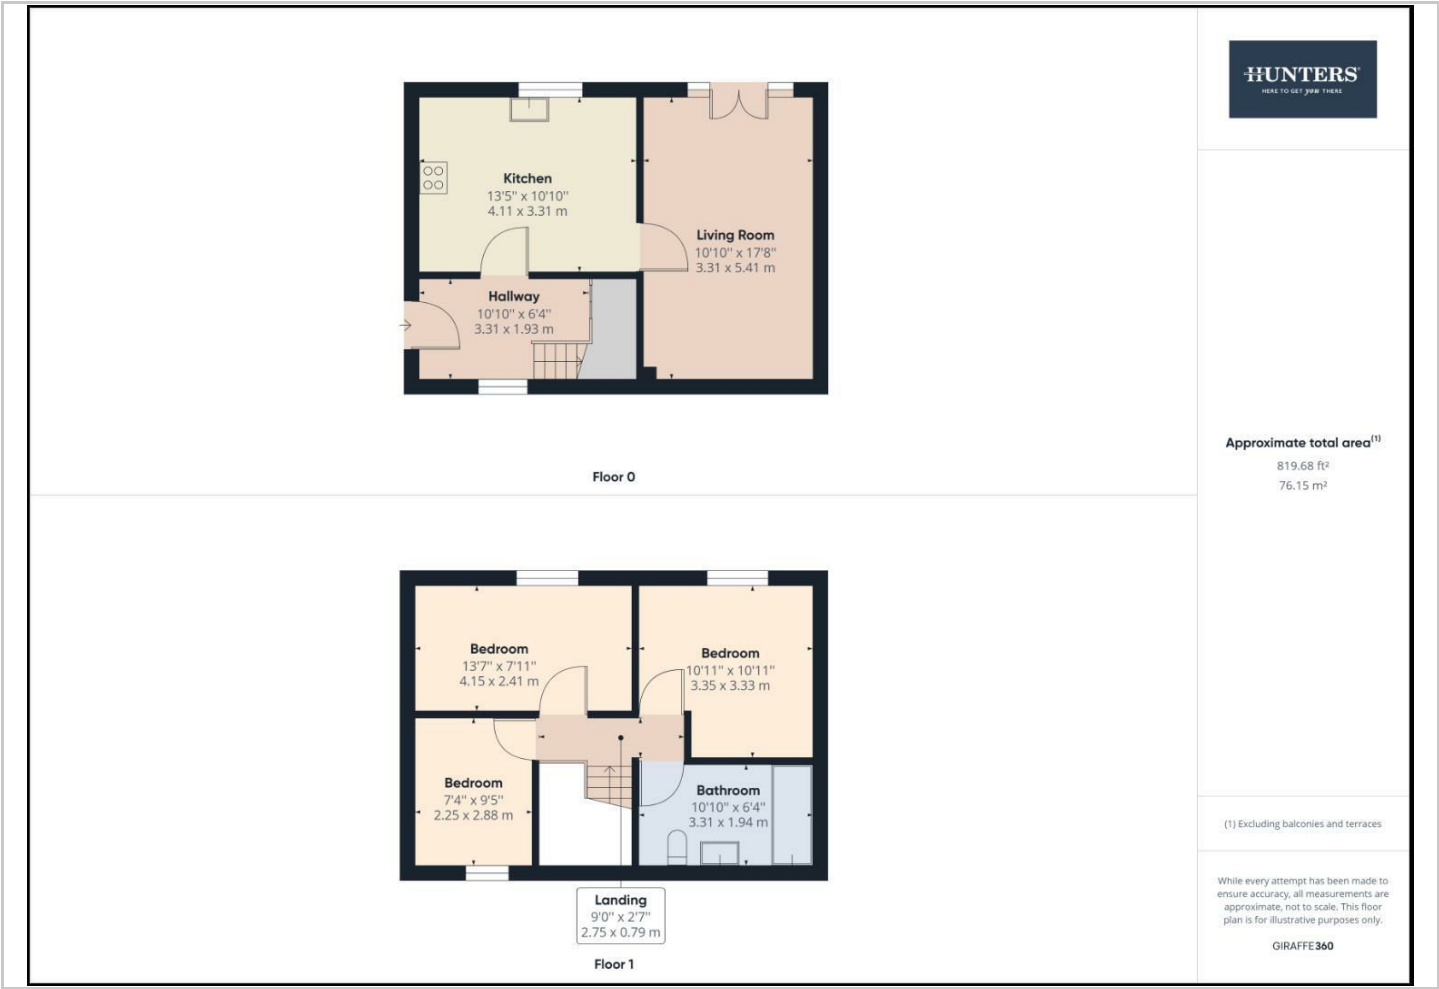 HUNTERS
HERE TO GET you THERE
Kitchen
13'5" x 10'10"
4.11 x 3.31 m
Living Room
10'10" x 17'8"
3.31 x 5.41 m
Hallway
10'10" x 6'4"
3.31 x 1.93 m
Floor 0
Approximate total area(1)
819.68 ft²
76.15 m²
Bedroom
13'7" x 7'11"
4.15 x 2.41 m
Bedroom
10'11" x 10'11"
3.35 x 3.33 m
Bedroom
7'4" x 9'5"
2.25 x 2.88 m
Bathroom
10'10" x 6'4"
3.31 x 1.94 m
Landing
9'0" x 2'7"
2.75 x 0.79 m
Floor 1
(1) Excluding balconies and terraces
While every attempt has been made to
ensure accuracy, all measurements are
approximate, not to scale. This floor
plan is for illustrative purposes only.
GIRAFFE360